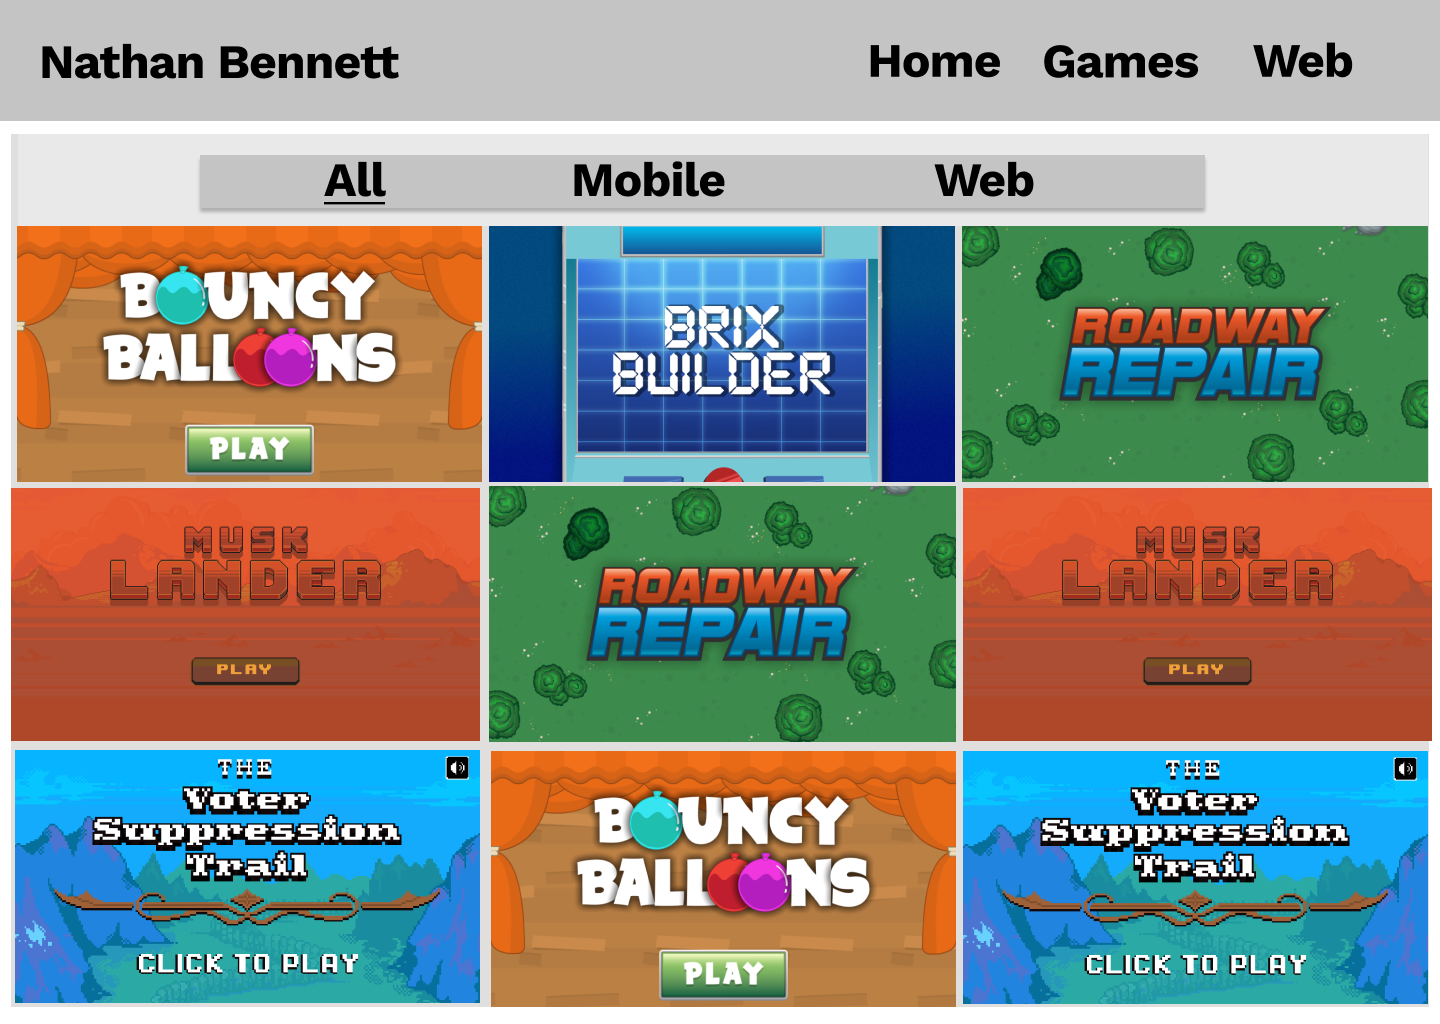 Nathan Bennett
Home Games Web
All Mobile Web
BOUNCY
BALLOONS
PLAY
BRIX
BUILDER
ROADWAY
REPAIR
MUSK
LANDER
PLAY
ROADWAY
REPAIR
MUSK
LANDER
PLAY
THE
Voter
Suppression
Trail
CLICK TO PLAY
BOUNCY
BALLOONS
PLAY
THE
Voter
Suppression
Trail
CLICK TO PLAY